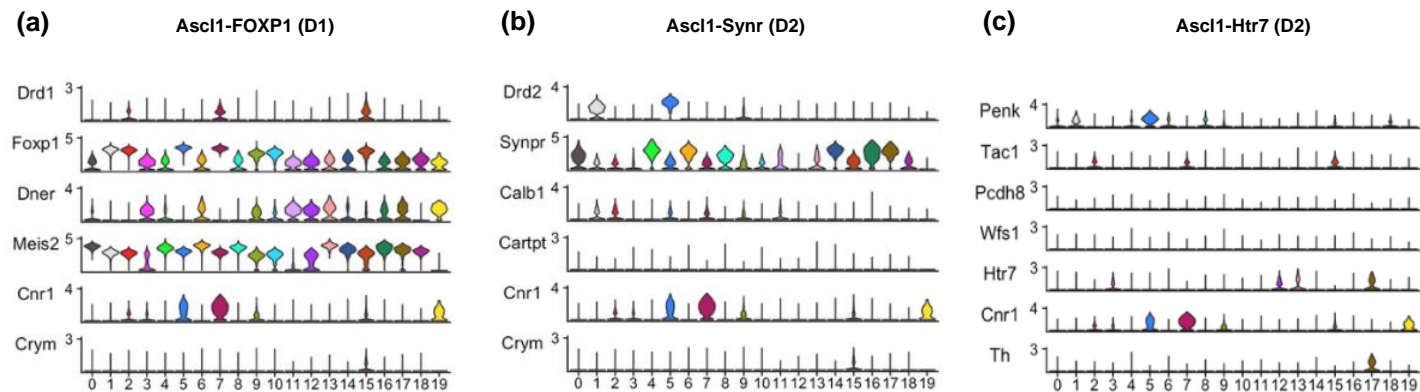 (a) Ascl1-FOXP1 (D1)
Drd1 3
Foxp1 5
Dner 4
Meis2 5
Cnr1 4
Crym 3
0 1 2 3 4 5 6 7 8 9 10 11 12 13 14 15 16 17 18 19
(b) Ascl1-Synr (D2)
Drd2 4
Synpr 5
Calb1 4
Cartpt 3
Cnr1 4
Crym 3
0 1 2 3 4 5 6 7 8 9 10 11 12 13 14 15 16 17 18 19
(c) Ascl1-Htr7 (D2)
Penk 4
Tac1 3
Pcdh8 3
Wfs1 3
Htr7 3
Cnr1 4
Th 3
0 1 2 3 4 5 6 7 8 9 10 11 12 13 14 15 16 17 18 19